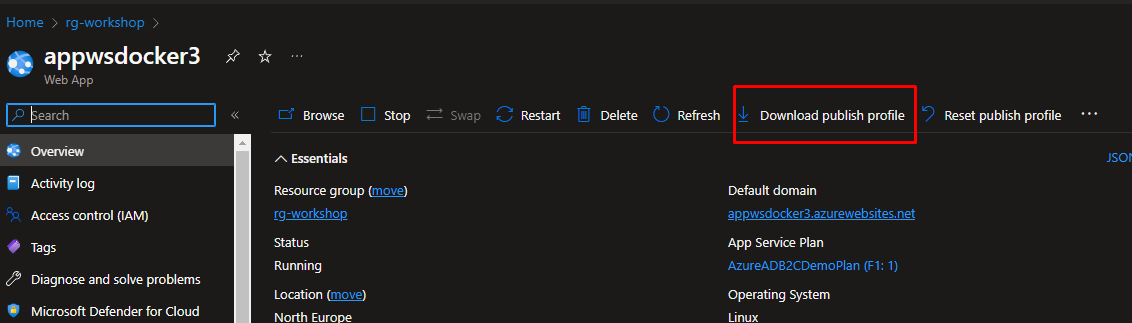 Home > rg-workshop >
appwsdocker3
Web App
Search
Browse Stop Swap Restart Delete Refresh Download publish profile Reset publish profile
Overview
Activity log
Access control (IAM)
Tags
Diagnose and solve problems
Microsoft Defender for Cloud
Essentials
JSON
Resource group (move)
rg-workshop
Status
Running
Location (move)
North Europe
Default domain
appwsdocker3.azurewebsites.net
App Service Plan
AzureADB2CDemoPlan (F1: 1)
Operating System
Linux